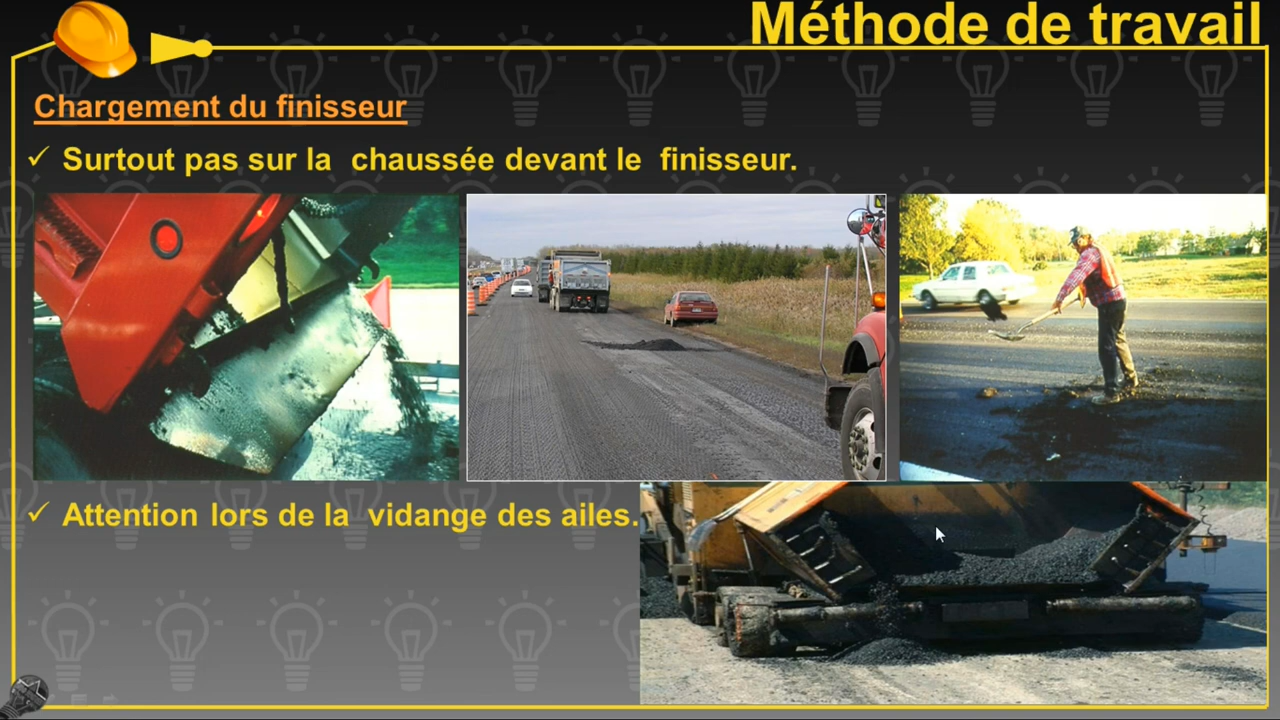 Méthode de travail
Chargement du finisseur
✓ Surtout pas sur la chaussée devant le finisseur.
✓ Attention lors de la vidange des ailes.